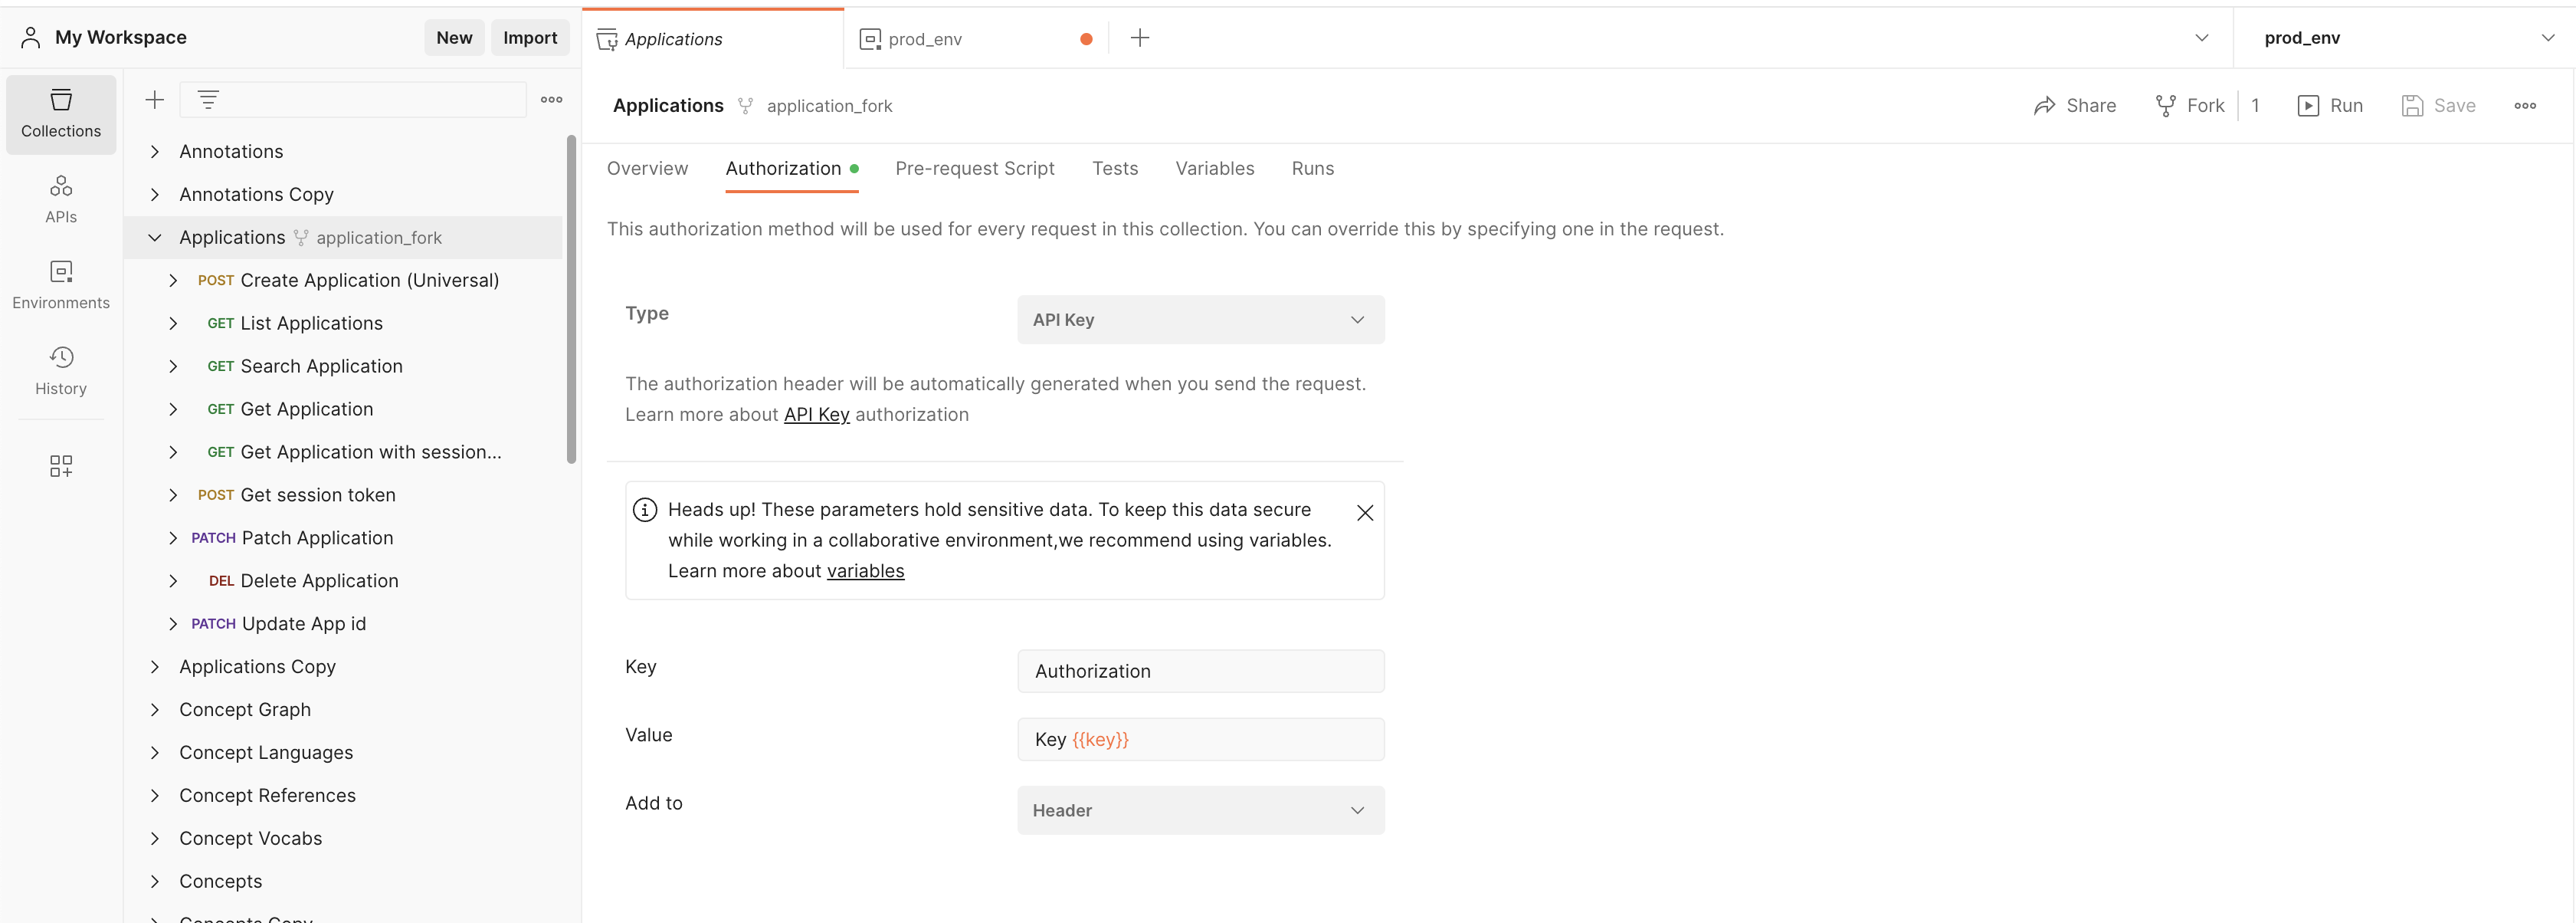 My Workspace
New
Import
Applications
prod_env
prod_env
Collections
APIs
Environments
History
Annotations
Annotations Copy
Applications application_fork
POST Create Application (Universal)
GET List Applications
GET Search Application
GET Get Application
GET Get Application with session...
POST Get session token
PATCH Patch Application
DEL Delete Application
PATCH Update App id
Applications Copy
Concept Graph
Concept Languages
Concept References
Concept Vocabs
Concepts
Concepts Copy
Applications application_fork
Share
Fork 1
Run
Save
Overview
Authorization
Pre-request Script
Tests
Variables
Runs
This authorization method will be used for every request in this collection. You can override this by specifying one in the request.
Type
API Key
The authorization header will be automatically generated when you send the request.
Learn more about API Key authorization
Heads up! These parameters hold sensitive data. To keep this data secure
while working in a collaborative environment,we recommend using variables.
Learn more about variables
Key
Authorization
Value
Key {{key}}
Add to
Header